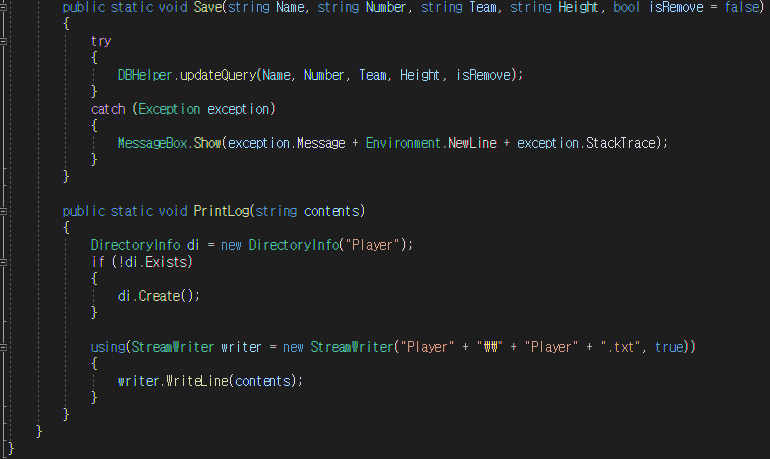 public static void Save(string Name, string Number, string Team, string Height, bool isRemove = false)
{
try
{
DBHelper.updateQuery(Name, Number, Team, Height, isRemove);
}
catch (Exception exception)
{
MessageBox.Show(exception.Message + Environment.NewLine + exception.StackTrace);
}
}
public static void PrintLog(string contents)
{
DirectoryInfo di = new DirectoryInfo("Player");
if (!di.Exists)
{
di.Create();
}
using(StreamWriter writer = new StreamWriter("Player" + "₩₩" + "Player" + ".txt", true))
{
writer.WriteLine(contents);
}
}
}
}